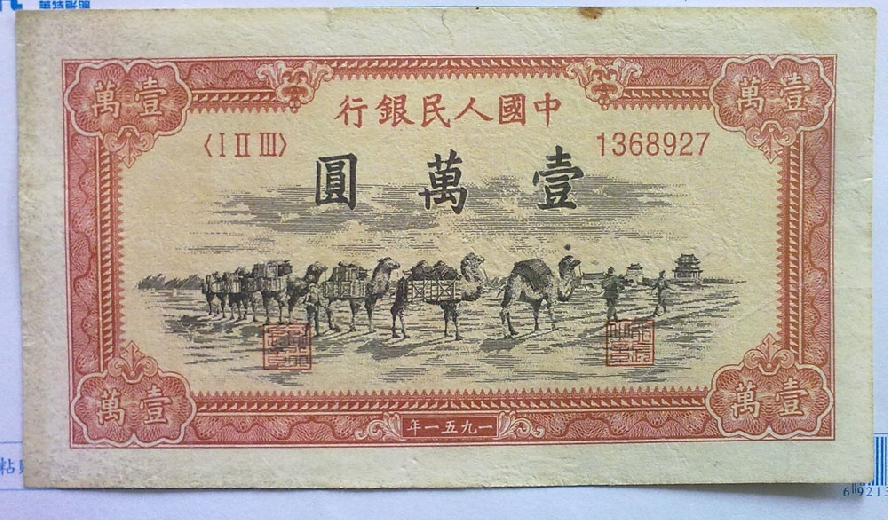 中國人民銀行
壹萬
壹萬
〈I II III〉
1368927
壹萬圓
壹萬
壹萬
一九五一年